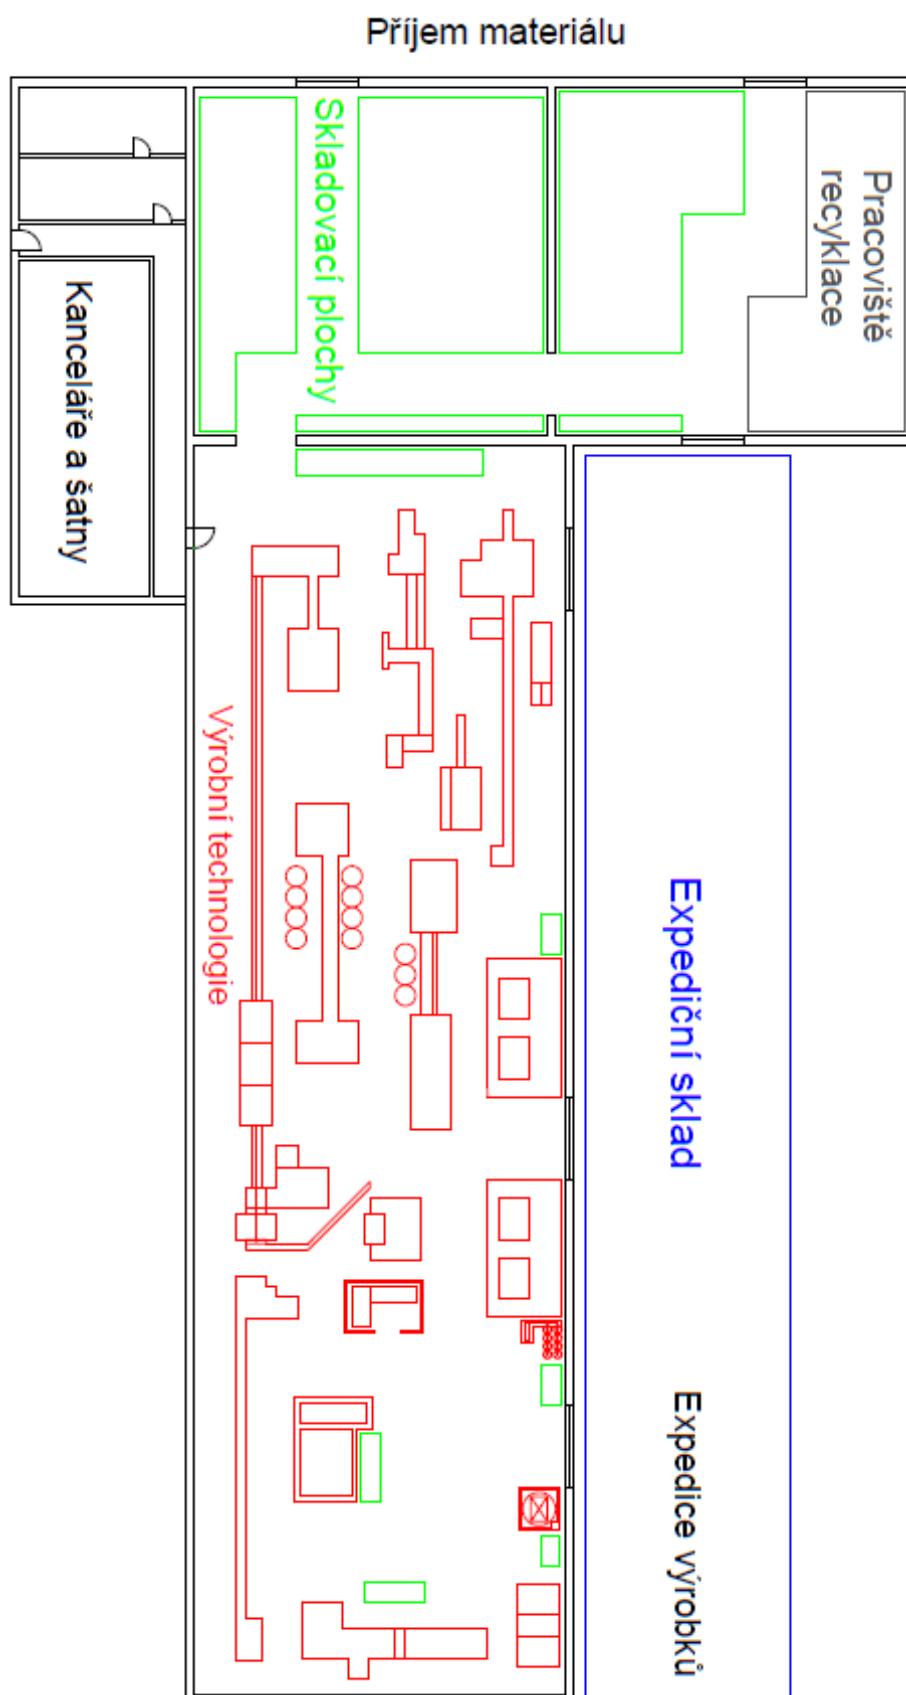 Příjem materiálu
Skladovací plochy
Pracoviště
recyklace
Kanceláře a šatny
Výrobní technologie
Expediční sklad
Expedice výrobků